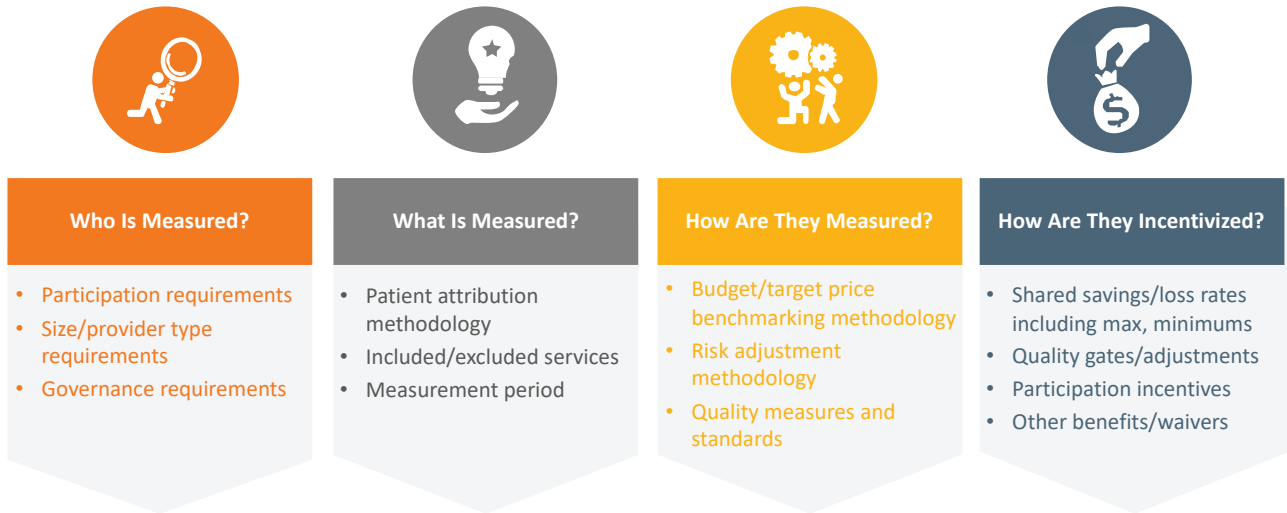 Who Is Measured?
• Participation requirements
• Size/provider type
requirements
• Governance requirements
What Is Measured?
• Patient attribution
methodology
• Included/excluded services
• Measurement period
How Are They Measured?
• Budget/target price
benchmarking methodology
• Risk adjustment
methodology
• Quality measures and
standards
$
How Are They Incentivized?
• Shared savings/loss rates
including max, minimums
• Quality gates/adjustments
• Participation incentives
• Other benefits/waivers